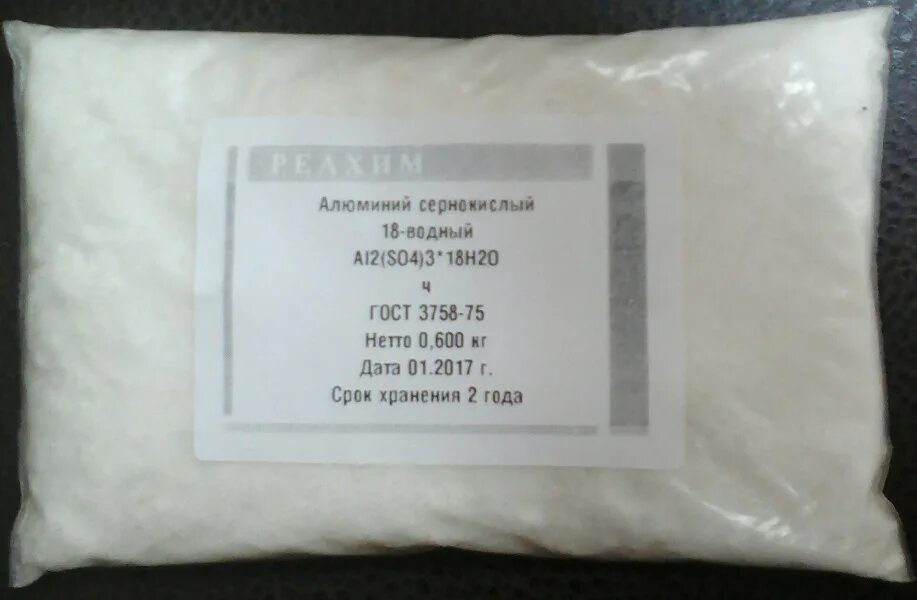 РЕАХИМ
Алюминий сернокислый
18-водный
Al2(SO4)3*18H2O
ч
ГОСТ 3758-75
Нетто 0,600 кг
Дата 01.2017 г.
Срок хранения 2 года